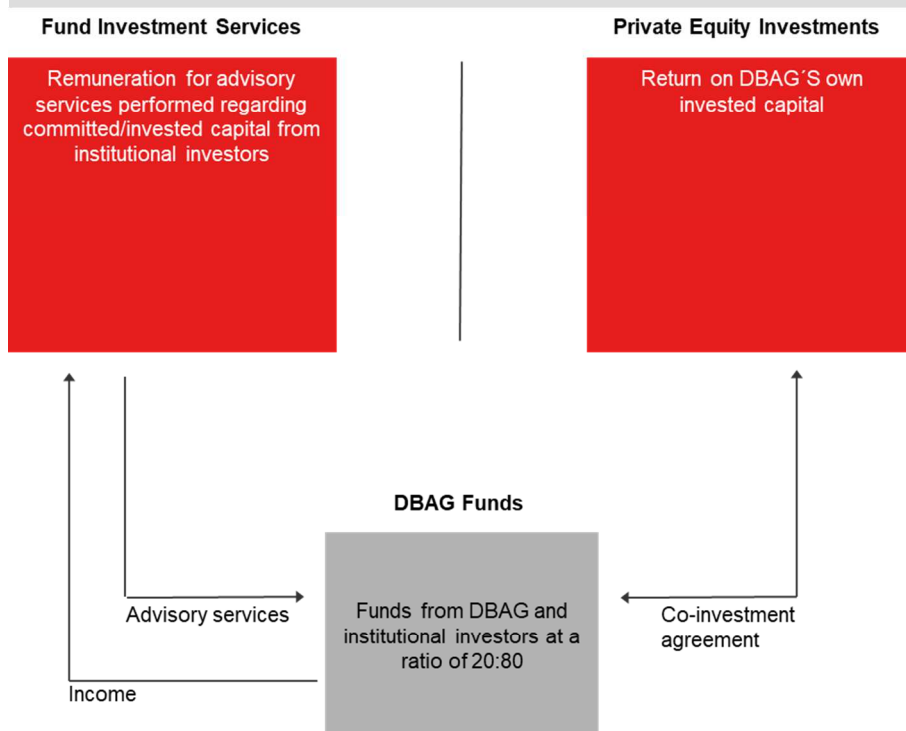 Fund Investment Services
Private Equity Investments
Remuneration for advisory
services performed regarding
committed/invested capital from
institutional investors
Return on DBAG´S own
invested capital
DBAG Funds
Advisory services
Funds from DBAG and
institutional investors at a
ratio of 20:80
Co-investment
agreement
Income